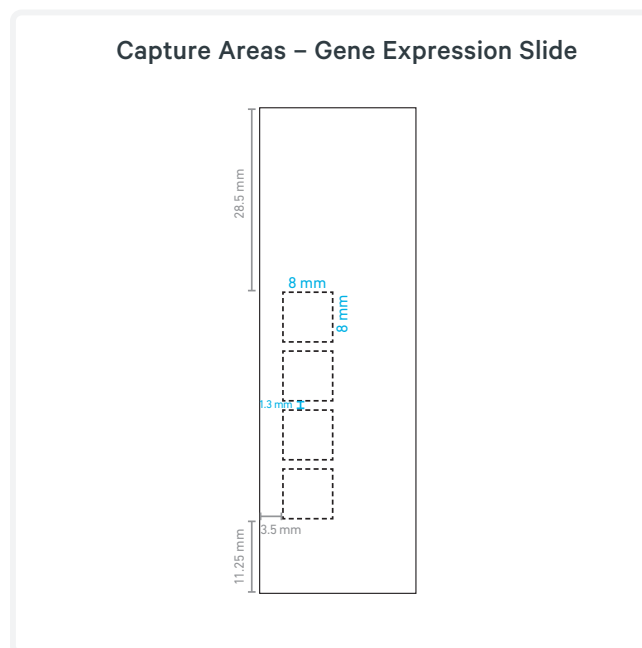 Capture Areas – Gene Expression Slide
28.5 mm
8 mm
8 mm
1.3 mm
3.5 mm
11.25 mm